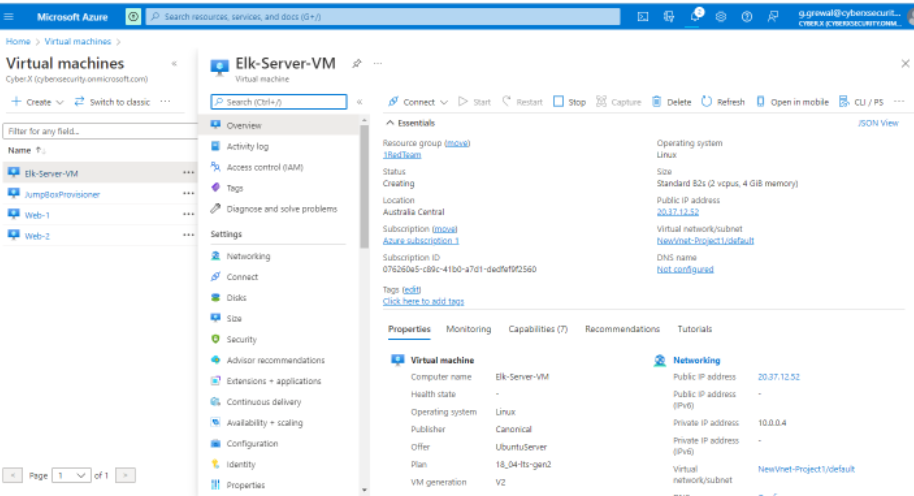 Microsoft Azure
Search resources, services, and docs (G+/)
g.grewal@cyberxsecurit...
CYBERX (CYBERXSECURITY.ONM...
Home > Virtual machines >
Virtual machines
Cyber.X (cyberxsecurity.onmicrosoft.com)
+ Create
Switch to classic
...
Filter for any field...
Name ↑↓
Elk-Server-VM
JumpBoxProvisioner
Web-1
Web-2
Page 1 of 1
Elk-Server-VM
Virtual machine
Search (Ctrl+/)
Overview
Activity log
Access control (IAM)
Tags
Diagnose and solve problems
Settings
Networking
Connect
Disks
Size
Security
Advisor recommendations
Extensions + applications
Continuous delivery
Availability + scaling
Configuration
Identity
Properties
Connect Start Restart Stop Capture Delete Refresh Open in mobile CLI / PS ...
Essentials
JSON View
Resource group (move)
1RedTeam
Status
Creating
Location
Australia Central
Subscription (move)
Azure subscription 1
Subscription ID
076260e5-c89c-41b0-a7d1-dedfef9f2560
Tags (edit)
Click here to add tags
Operating system
Linux
Size
Standard B2s (2 vcpus, 4 GiB memory)
Public IP address
20.37.12.52
Virtual network/subnet
NewVnet-Project1/default
DNS name
Not configured
Properties Monitoring Capabilities (7) Recommendations Tutorials
Virtual machine
Computer name Elk-Server-VM
Health state -
Operating system Linux
Publisher Canonical
Offer UbuntuServer
Plan 18_04-lts-gen2
VM generation V2
Networking
Public IP address 20.37.12.52
Public IP address
(IPv6) -
Private IP address 10.0.0.4
Private IP address
(IPv6) -
Virtual
network/subnet NewVnet-Project1/default